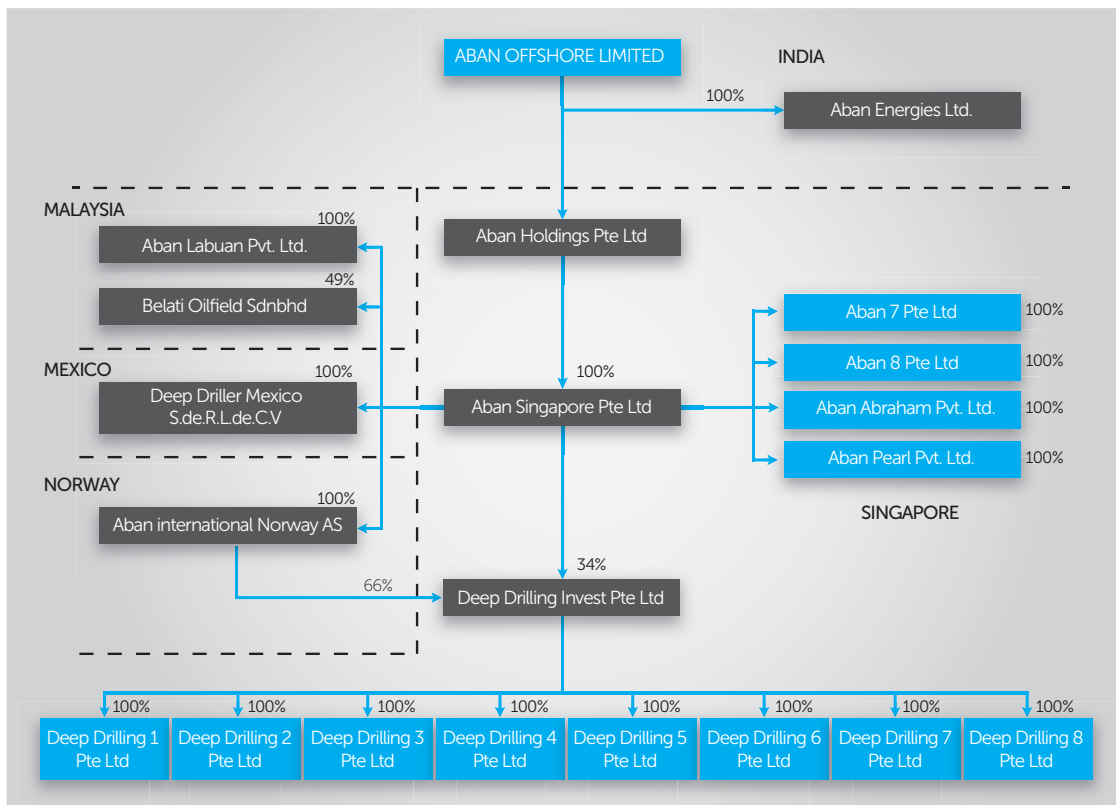 ABAN OFFSHORE LIMITED
INDIA
100%
Aban Energies Ltd.
MALAYSIA
100%
Aban Labuan Pvt. Ltd.
Aban Holdings Pte Ltd
49%
Belati Oilfield Sdnbhd
Aban 7 Pte Ltd
100%
Aban 8 Pte Ltd
100%
MEXICO
100%
Deep Driller Mexico
S.de.R.L.de.C.V
100%
Aban Singapore Pte Ltd
Aban Abraham Pvt. Ltd.
100%
Aban Pearl Pvt. Ltd.
100%
NORWAY
100%
Aban international Norway AS
SINGAPORE
66%
34%
Deep Drilling Invest Pte Ltd
100%
100%
100%
100%
100%
100%
100%
100%
Deep Drilling 1
Pte Ltd
Deep Drilling 2
Pte Ltd
Deep Drilling 3
Pte Ltd
Deep Drilling 4
Pte Ltd
Deep Drilling 5
Pte Ltd
Deep Drilling 6
Pte Ltd
Deep Drilling 7
Pte Ltd
Deep Drilling 8
Pte Ltd